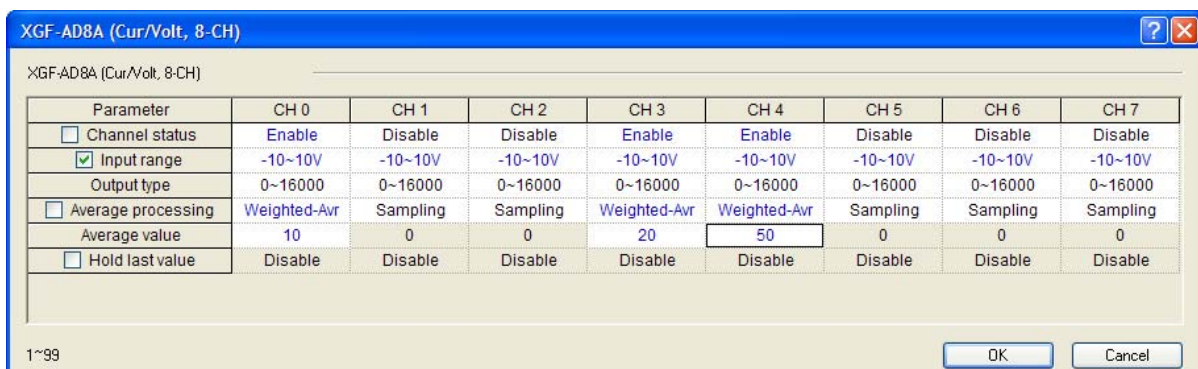 XGF-AD8A (Cur/Volt, 8-CH)
XGF-AD8A (Cur/Volt, 8-CH)
Parameter CH 0 CH 1 CH 2 CH 3 CH 4 CH 5 CH 6 CH 7
Channel status Enable Disable Disable Enable Enable Disable Disable Disable
Input range -10~10V -10~10V -10~10V -10~10V -10~10V -10~10V -10~10V -10~10V
Output type 0~16000 0~16000 0~16000 0~16000 0~16000 0~16000 0~16000 0~16000
Average processing Weighted-Avr Sampling Sampling Weighted-Avr Weighted-Avr Sampling Sampling Sampling
Average value 10 0 0 20 50 0 0 0
Hold last value Disable Disable Disable Disable Disable Disable Disable Disable
1~99 OK Cancel